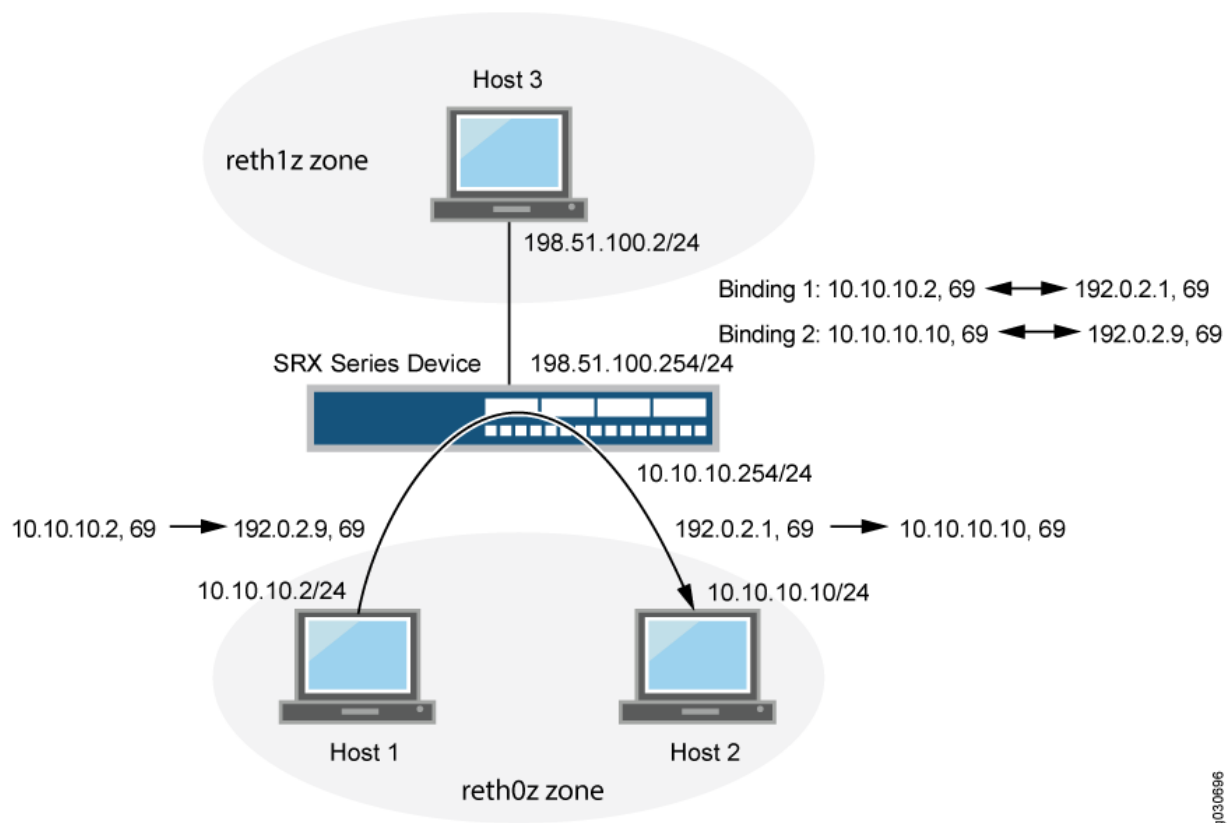 Host 3
reth1z zone
198.51.100.2/24
Binding 1: 10.10.10.2, 69 ↔ 192.0.2.1, 69
Binding 2: 10.10.10.10, 69 ↔ 192.0.2.9, 69
SRX Series Device 198.51.100.254/24
10.10.10.254/24
10.10.10.2, 69 → 192.0.2.9, 69
192.0.2.1, 69 → 10.10.10.10, 69
10.10.10.2/24
10.10.10.10/24
Host 1
Host 2
reth0z zone
g030696